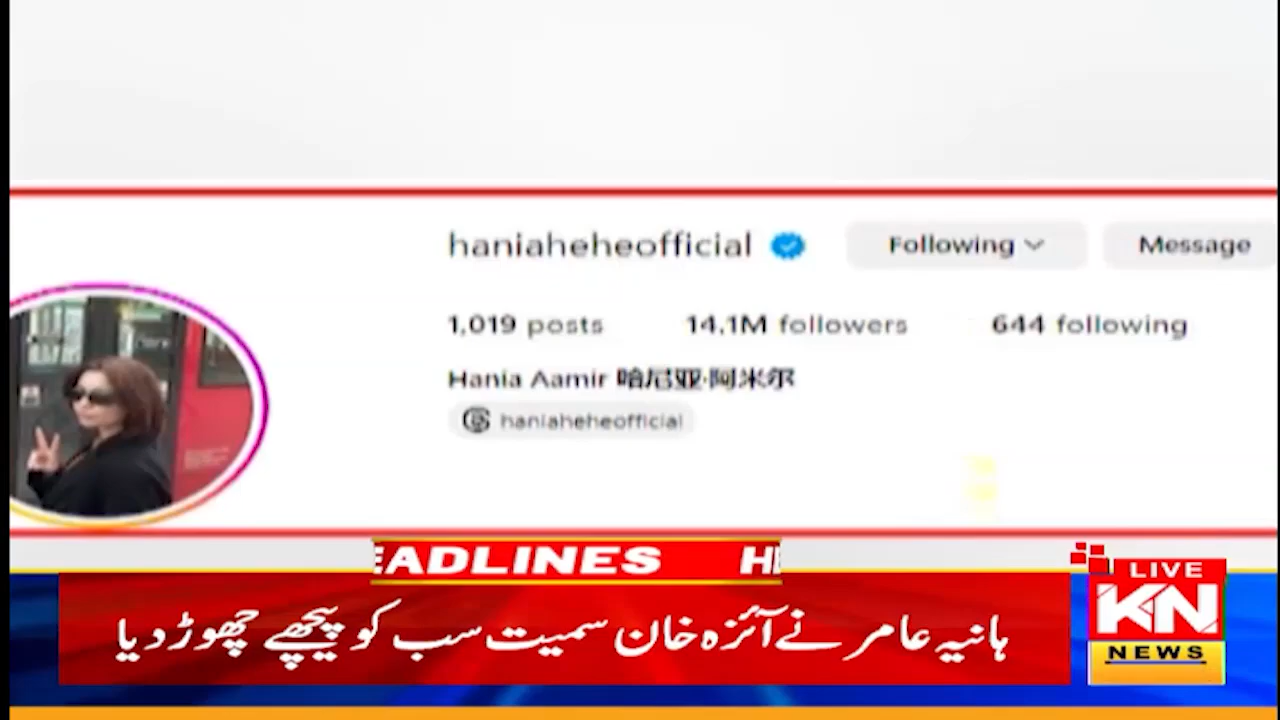 haniaheheofficial
Following
Message
1,019 posts
14.1M followers
644 following
Hania Aamir 哈尼亚·阿米尔
haniaheheofficial
EADLINES
HE
ہانیہ عامر نے آئزہ خان سمیت سب کو پیچھے چھوڑ دیا
LIVE
KN
NEWS